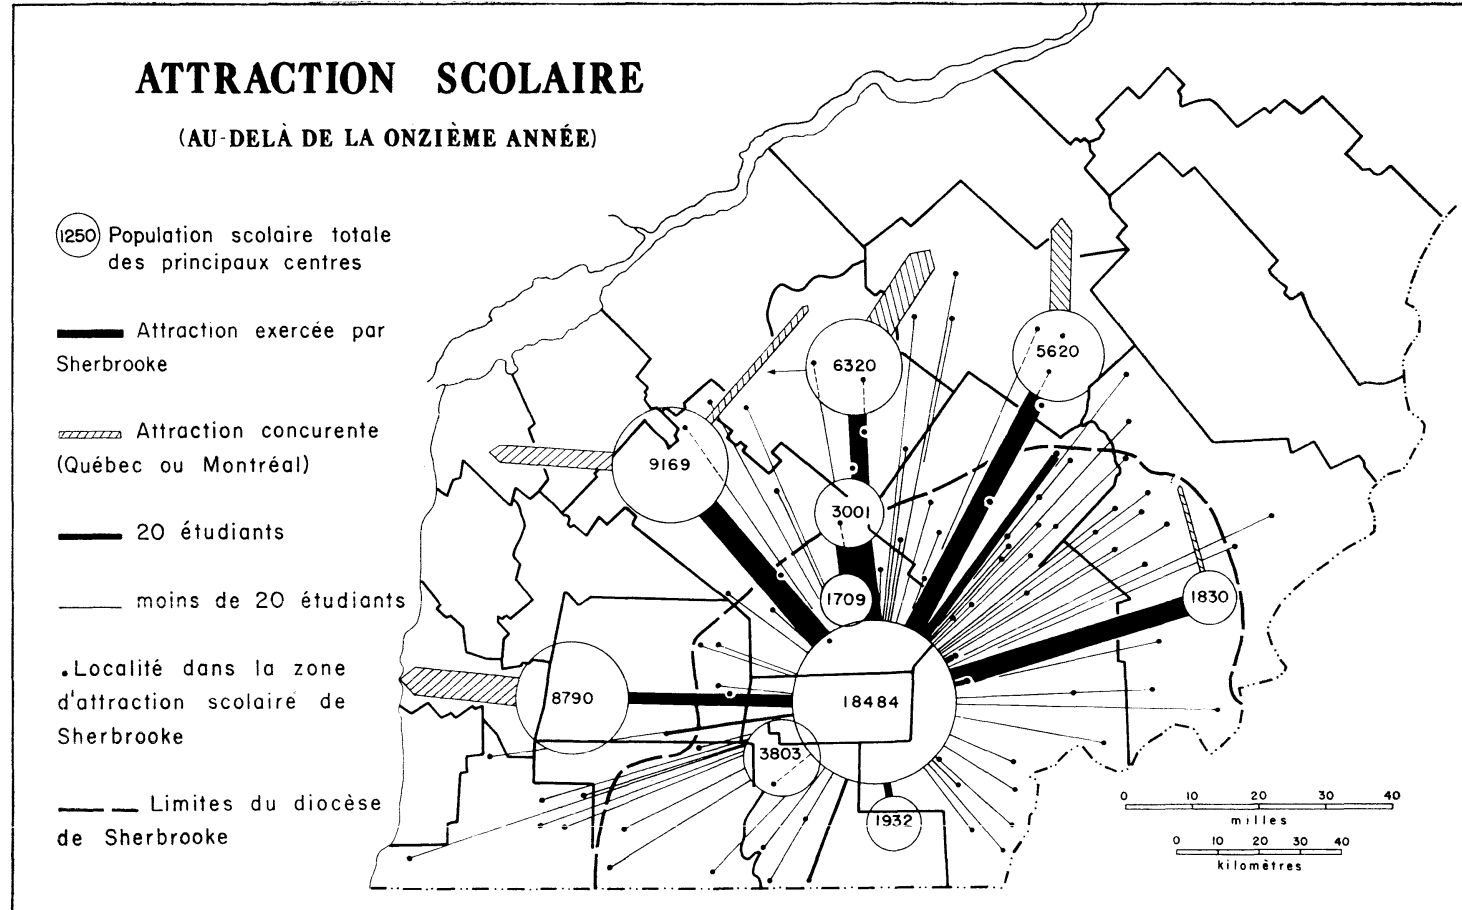 ATTRACTION SCOLAIRE
(AU-DELÀ DE LA ONZIÈME ANNÉE)
1250 Population scolaire totale
des principaux centres
Attraction exercée par
Sherbrooke
Attraction concurente
(Québec ou Montréal)
20 étudiants
moins de 20 étudiants
Localité dans la zone
d'attraction scolaire de
Sherbrooke
Limites du diocèse
de Sherbrooke
5620
6320
9169
3001
1709
1830
8790
18484
3803
1932
0 10 20 30 40
milles
0 10 20 30 40
kilomètres